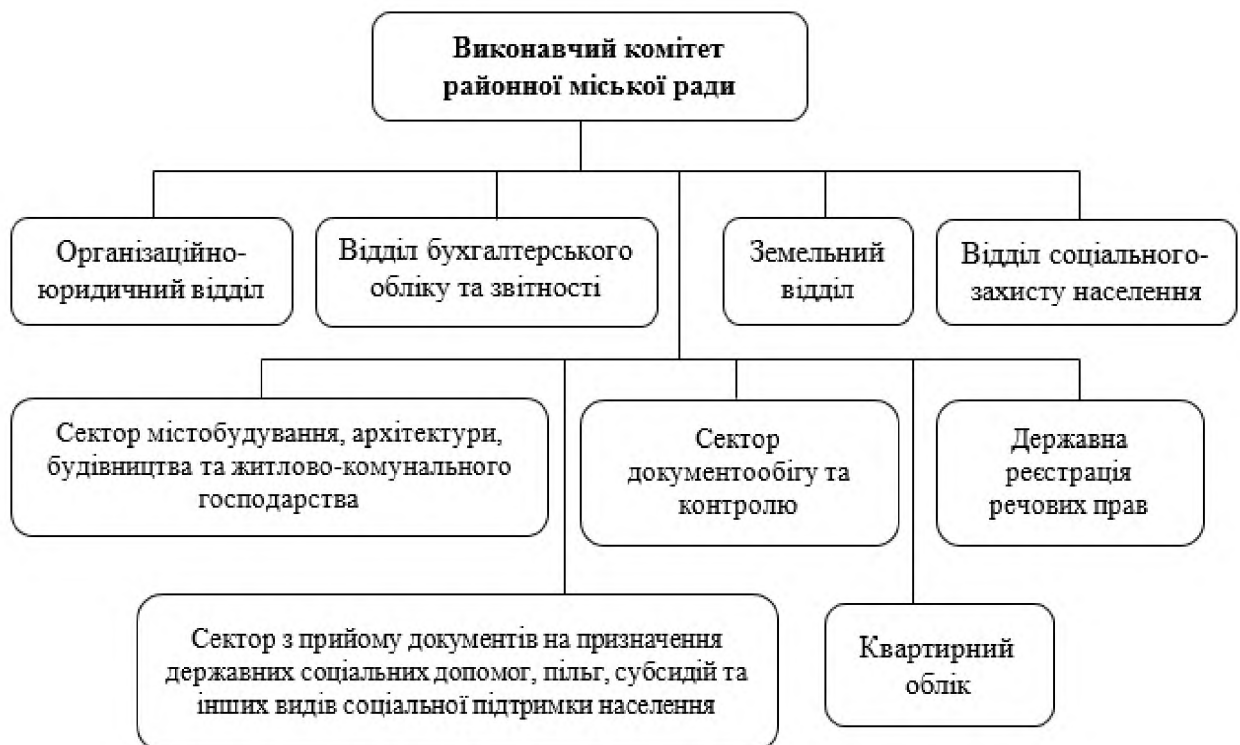 Виконавчий комітет
районної міської ради
Організаційно-
юридичний відділ
Відділ бухгалтерського
обліку та звітності
Земельний
відділ
Відділ соціального-
захисту населення
Сектор містобудування, архітектури,
будівництва та житлово-комунального
господарства
Сектор
документообігу та
контролю
Державна
реєстрація
речових прав
Сектор з прийому документів на призначення
державних соціальних допомог, пільг, субсидій та
інших видів соціальної підтримки населення
Квартирний
облік